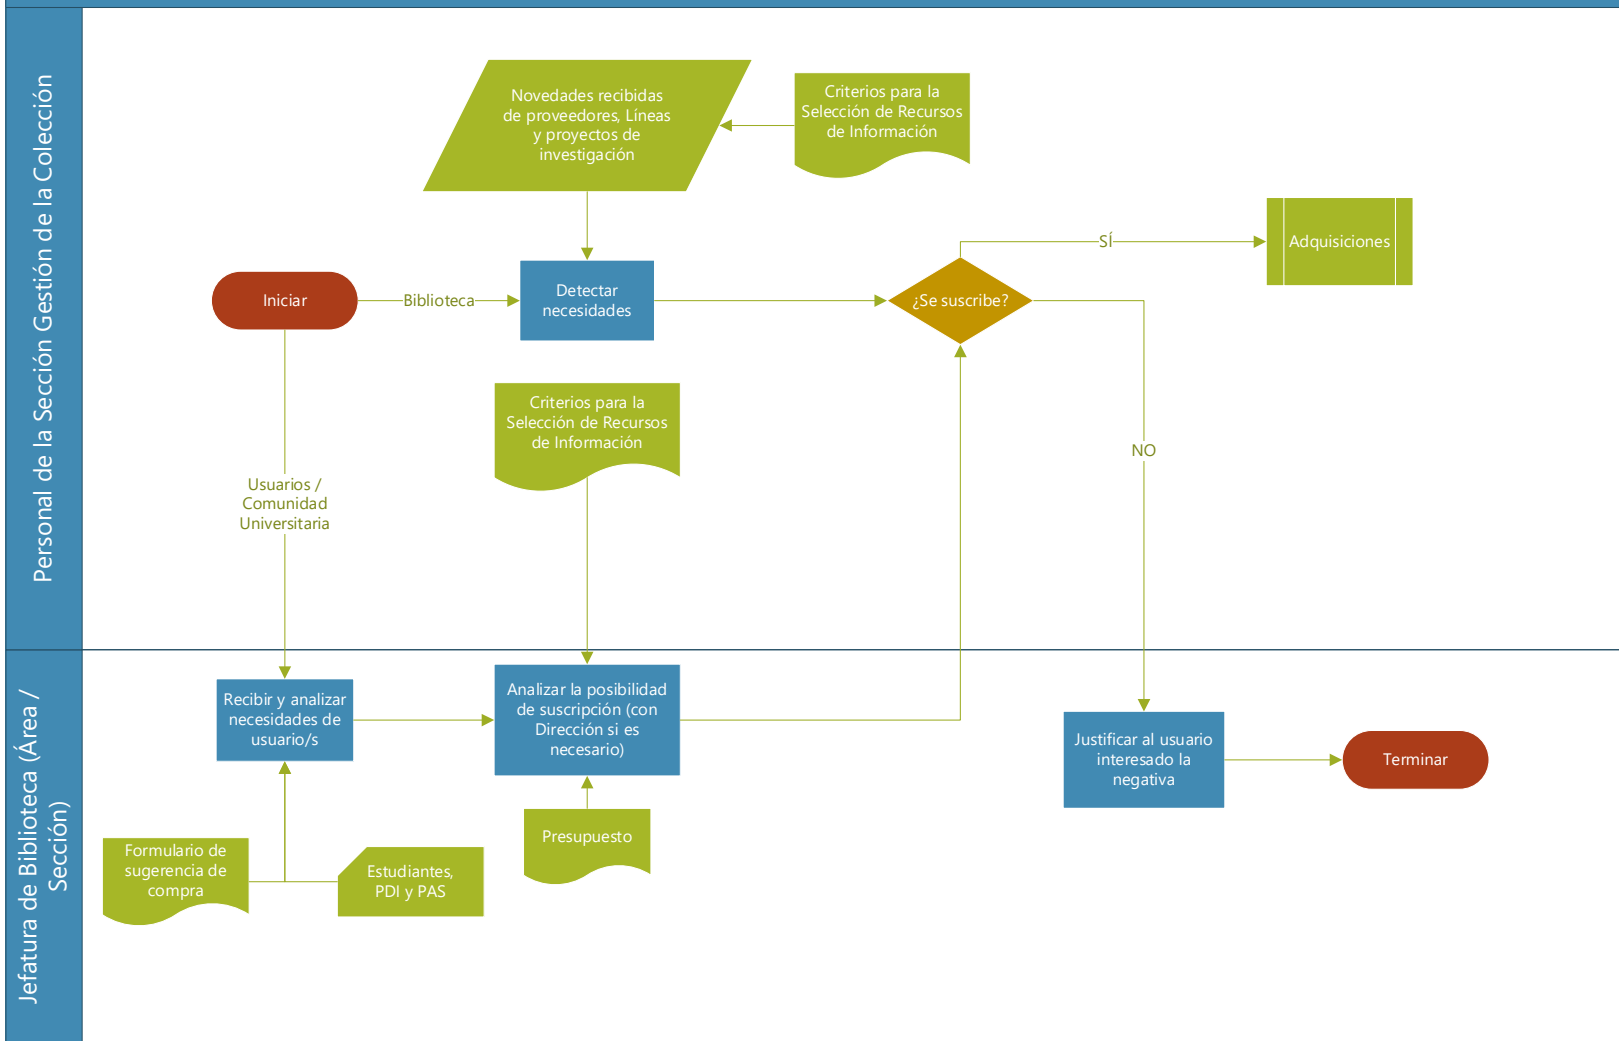 Personal de la Sección Gestión de la Colección
Novedades recibidas
de proveedores, Líneas
y proyectos de
investigación
Criterios para la
Selección de Recursos
de Información
Adquisiciones
SÍ
Iniciar
Biblioteca
Detectar
necesidades
¿Se suscribe?
Criterios para la
Selección de Recursos
de Información
NO
Usuarios /
Comunidad
Universitaria
Jefatura de Biblioteca (Área /
Sección)
Recibir y analizar
necesidades de
usuario/s
Analizar la posibilidad
de suscripción (con
Dirección si es
necesario)
Justificar al usuario
interesado la
negativa
Terminar
Presupuesto
Formulario de
sugerencia de
compra
Estudiantes,
PDI y PAS